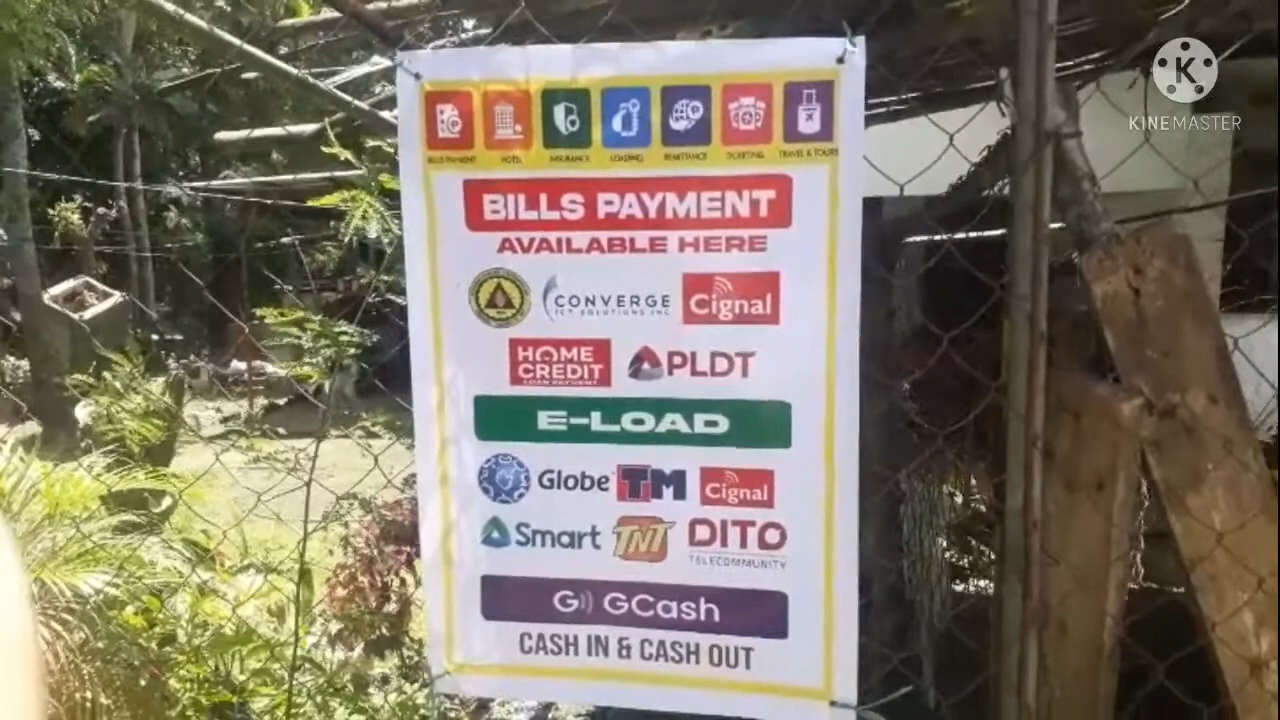 K
KINEMASTER
BILLS PAYMENT HOTEL INSURANCE LOADING REMITTANCE TICKETING TRAVEL & TOURS
BILLS PAYMENT
AVAILABLE HERE
CONVERGE
ICT SOLUTIONS INC
Cignal
HOME
CREDIT
LOAN PAYMENT
PLDT
E-LOAD
Globe TM Cignal
Smart TNT DITO
TELECOMMUNITY
G GCash
CASH IN & CASH OUT